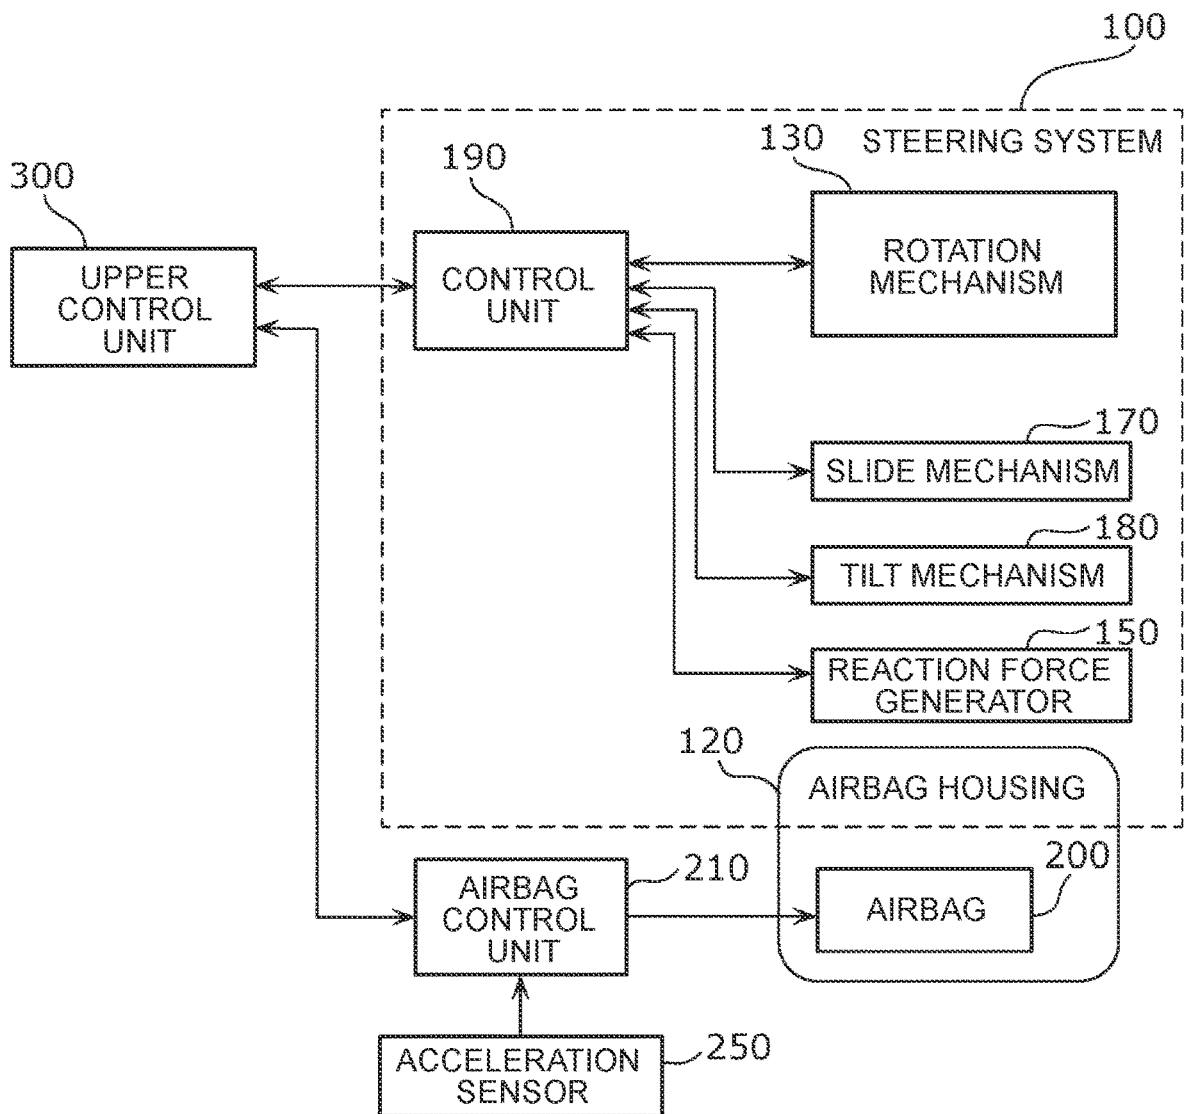 100
STEERING SYSTEM
130
190
300
ROTATION
MECHANISM
CONTROL
UNIT
UPPER
CONTROL
UNIT
170
SLIDE MECHANISM
180
TILT MECHANISM
150
REACTION FORCE
GENERATOR
120
AIRBAG HOUSING
210
200
AIRBAG
CONTROL
UNIT
AIRBAG
250
ACCELERATION
SENSOR